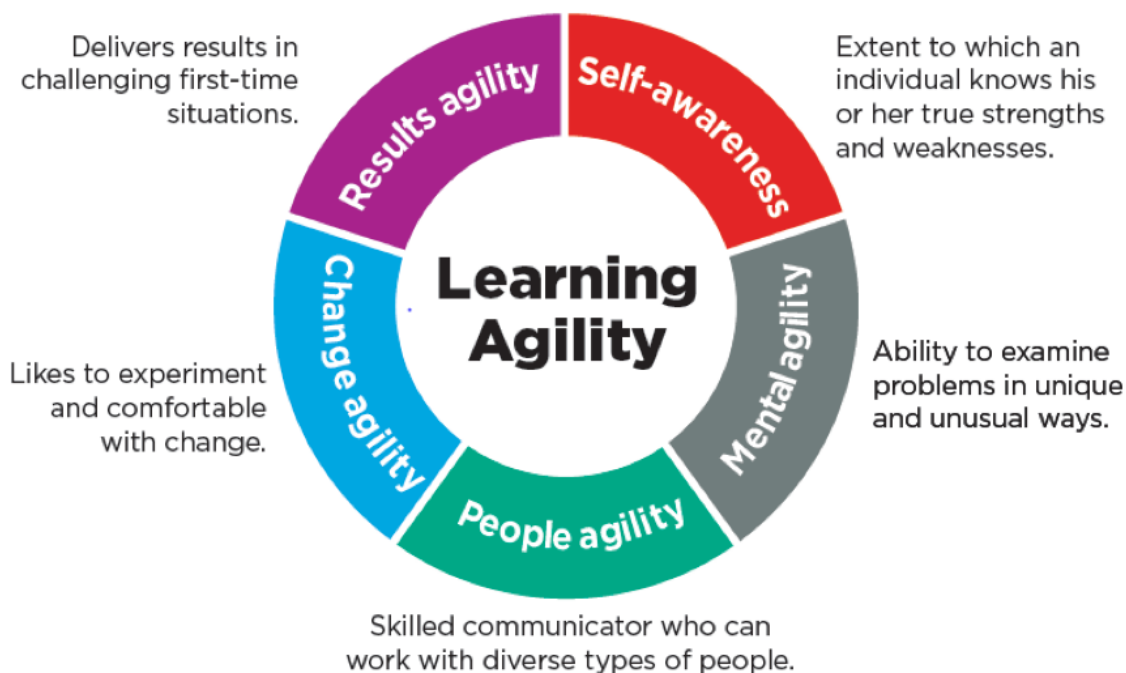 Learning
Agility
Self-awareness
Extent to which an
individual knows his
or her true strengths
and weaknesses.
Mental agility
Ability to examine
problems in unique
and unusual ways.
People agility
Skilled communicator who can
work with diverse types of people.
Change agility
Likes to experiment
and comfortable
with change.
Results agility
Delivers results in
challenging first-time
situations.